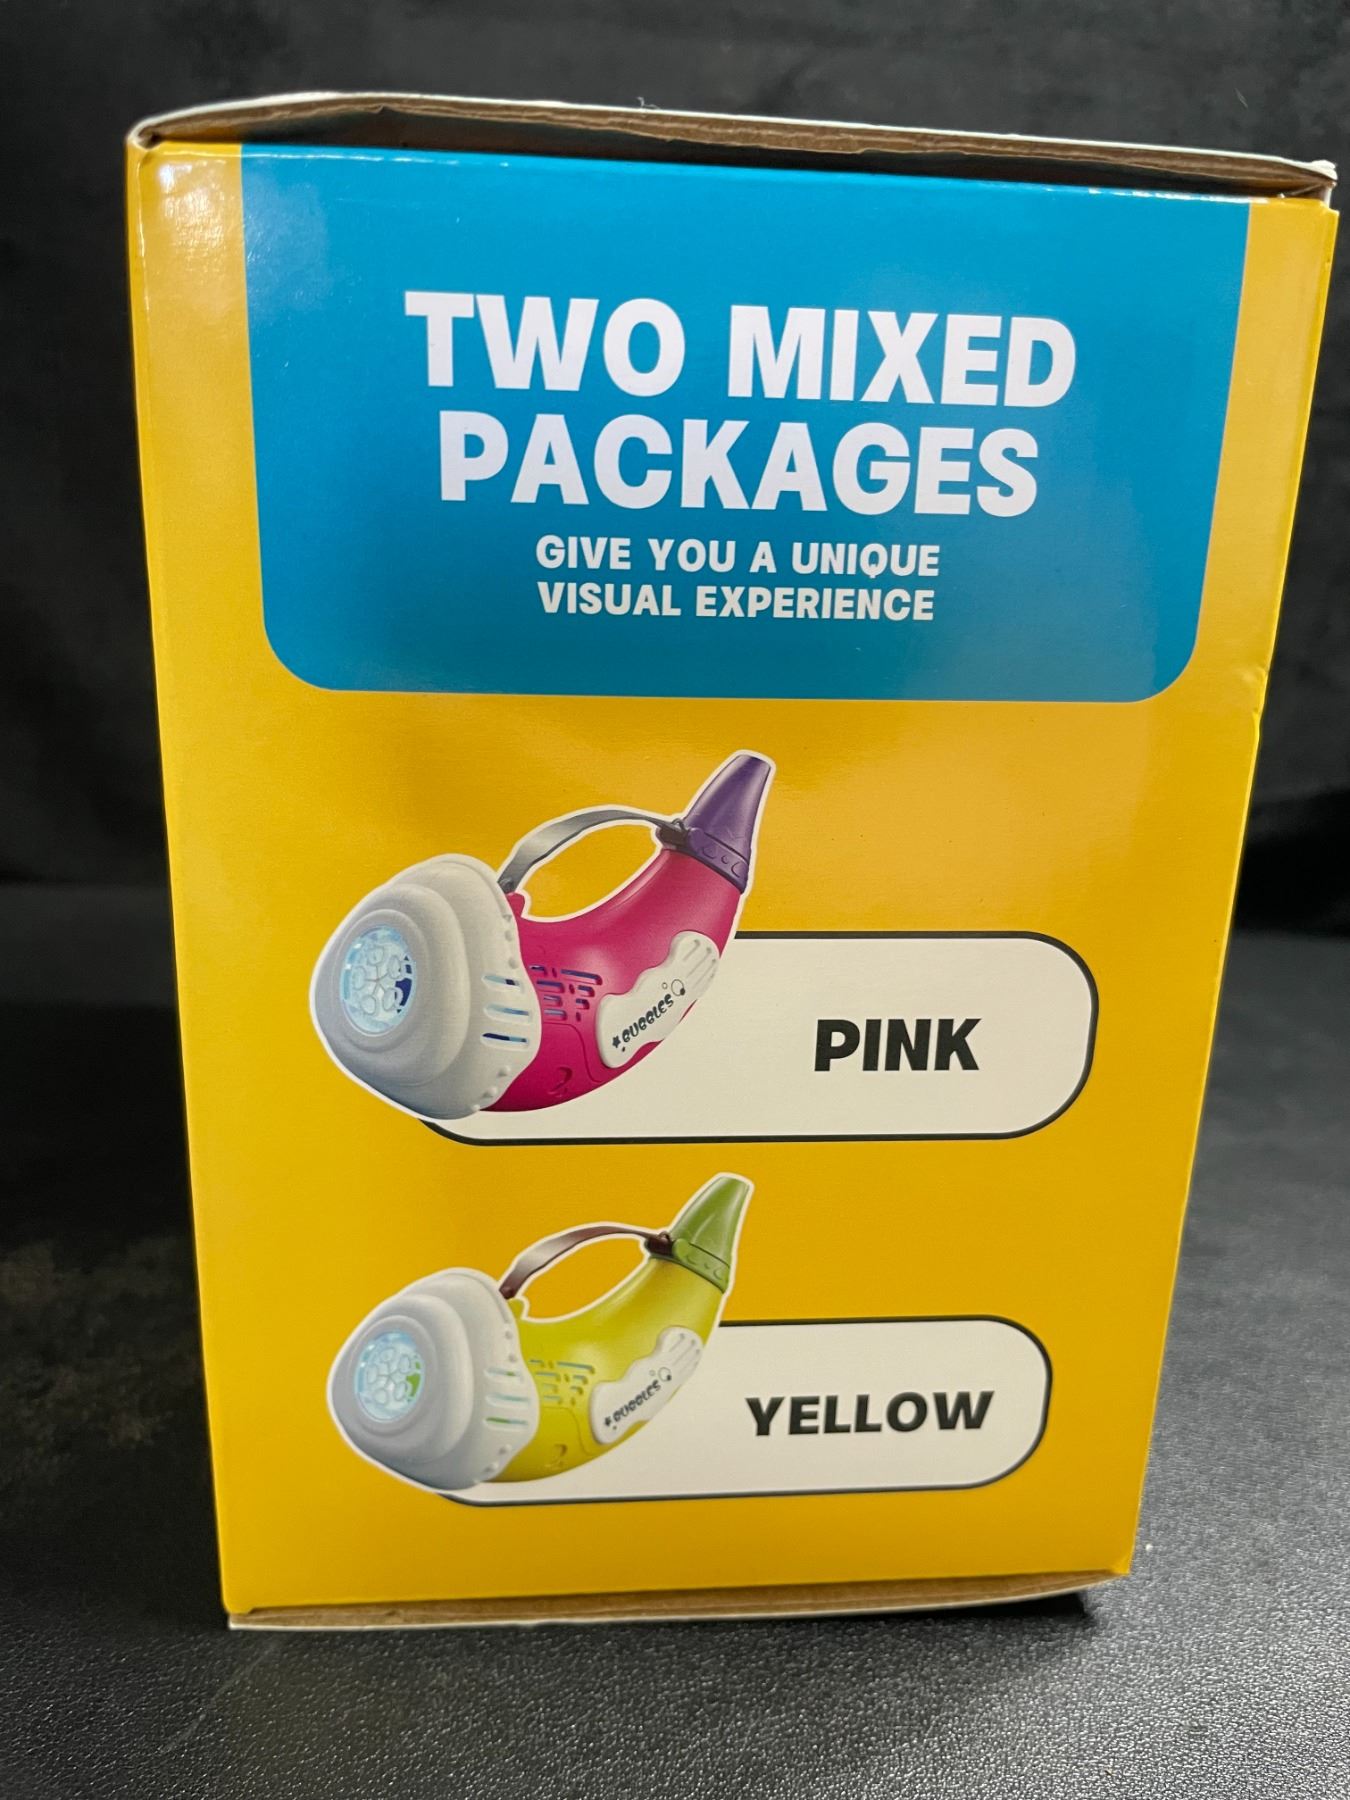 TWO MIXED
PACKAGES
GIVE YOU A UNIQUE
VISUAL EXPERIENCE
BUBBLES
PINK
BUBBLES
YELLOW